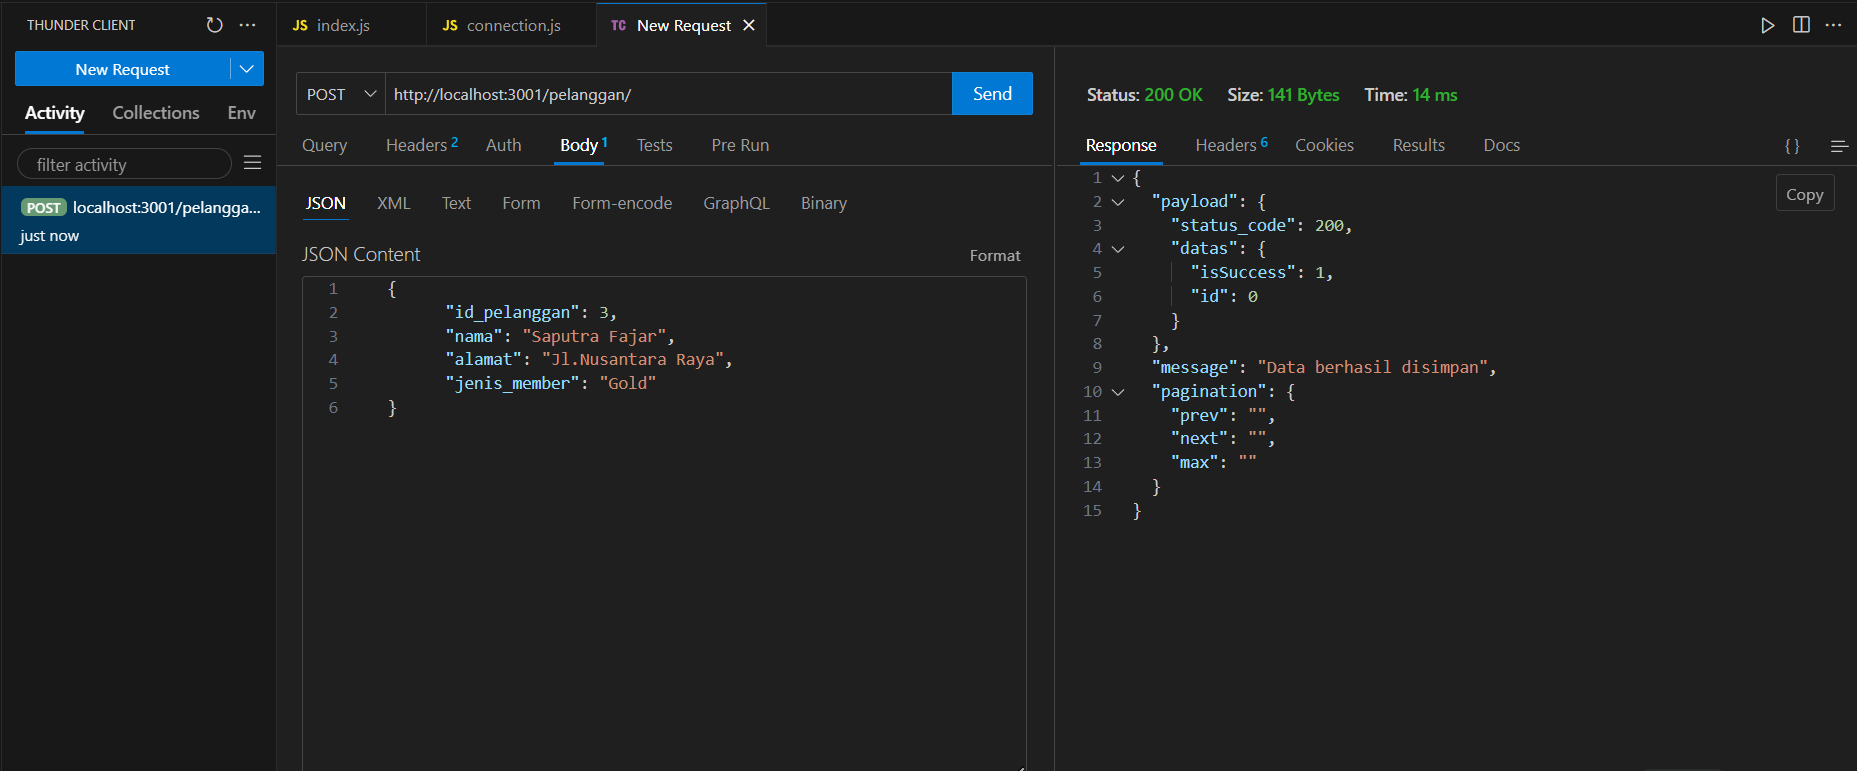 THUNDER CLIENT
New Request
Activity Collections Env
filter activity
POST localhost:3001/pelangga...
just now
JS index.js JS connection.js TC New Request
POST http://localhost:3001/pelanggan/ Send
Query Headers 2 Auth Body 1 Tests Pre Run
JSON XML Text Form Form-encode GraphQL Binary
JSON Content Format
1 {
2 "id_pelanggan": 3,
3 "nama": "Saputra Fajar",
4 "alamat": "Jl.Nusantara Raya",
5 "jenis_member": "Gold"
6 }
Status: 200 OK Size: 141 Bytes Time: 14 ms
Response Headers 6 Cookies Results Docs {}
Copy
1 {
2 "payload": {
3 "status_code": 200,
4 "datas": {
5 "isSuccess": 1,
6 "id": 0
7 }
8 },
9 "message": "Data berhasil disimpan",
10 "pagination": {
11 "prev": "",
12 "next": "",
13 "max": ""
14 }
15 }